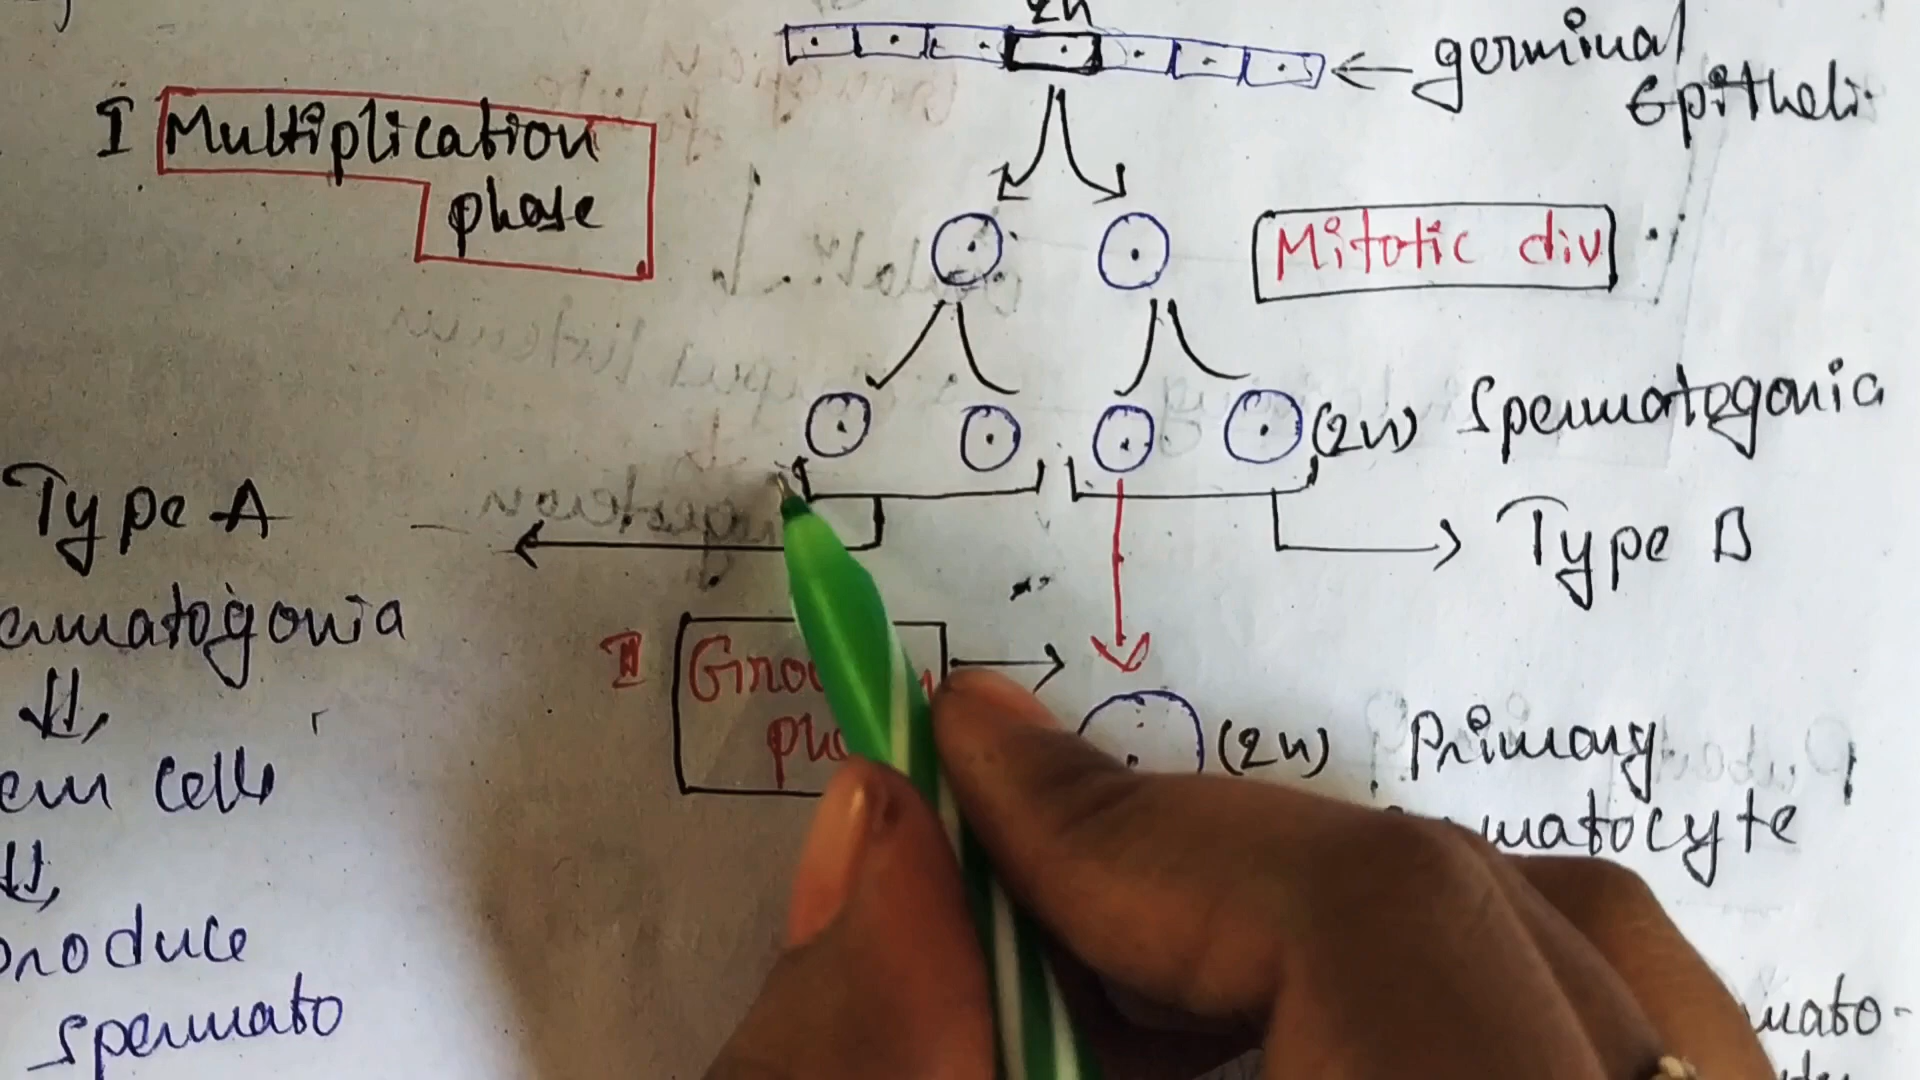 2n
germinal
Epitheli.
I Multiplication
phase
Mitotic div
(2n) Spermatogonia
Type A
Type B
ermatogonia
II
(2n) Primary
matocyte
em cells
produce
spermato
mato-